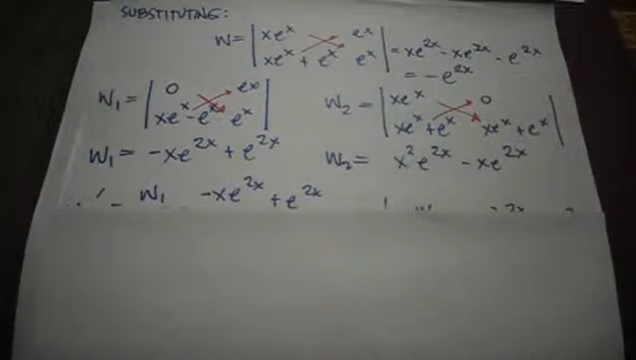 SUBSTITUTING:
W = | xe^x e^x |
| xe^x + e^x e^x | = xe^2x - xe^2x - e^2x
= -e^2x
W₁ = | 0 e^x |
| xe^x - e^x e^x |
W₂ = | xe^x 0 |
| xe^x + e^x xe^x + e^x |
W₁ = -xe^2x + e^2x
W₂ = x²e^2x - xe^2x
W₁ -xe^2x + e^2x